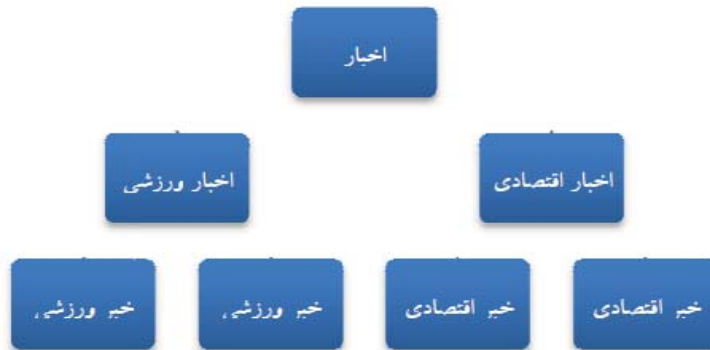 اخبار
اخبار اقتصادی
اخبار ورزشی
خبر اقتصادی
خبر اقتصادی
خبر ورزشی
خبر ورزشی